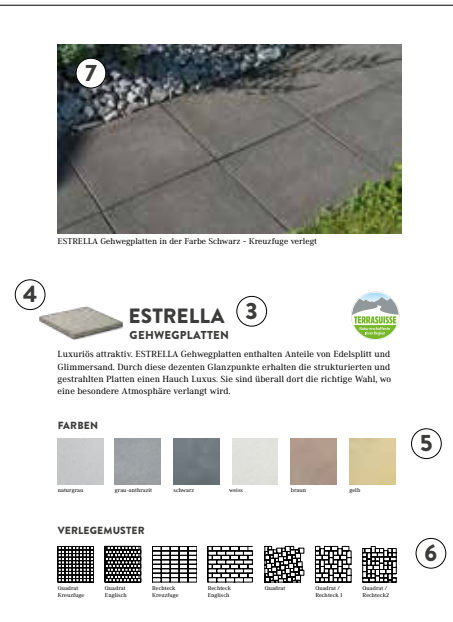 7
ESTRELLA Gehwegplatten in der Farbe Schwarz – Kreuzfuge verlegt
4
ESTRELLA
3
GEHWEGPLATTEN
TERRASUISSE
Luxuriös attraktiv. ESTRELLA Gehwegplatten enthalten Anteile von Edelsplitt und
Glimmersand. Durch diese dezenten Glanzpunkte erhalten die strukturierten und
gestrahlten Platten einen Hauch Luxus. Sie sind überall dort die richtige Wahl, wo
eine besondere Atmosphäre verlangt wird.
FARBEN
5
naturgrau grau-anthrazit schwarz weiss braun gelb
VERLEGEMUSTER
6
Quadrat Quadrat Rechteck Rechteck Quadrat Quadrat / Quadrat /
Kreuzfuge Englisch Kreuzfuge Englisch Rechteck 1 Rechteck2